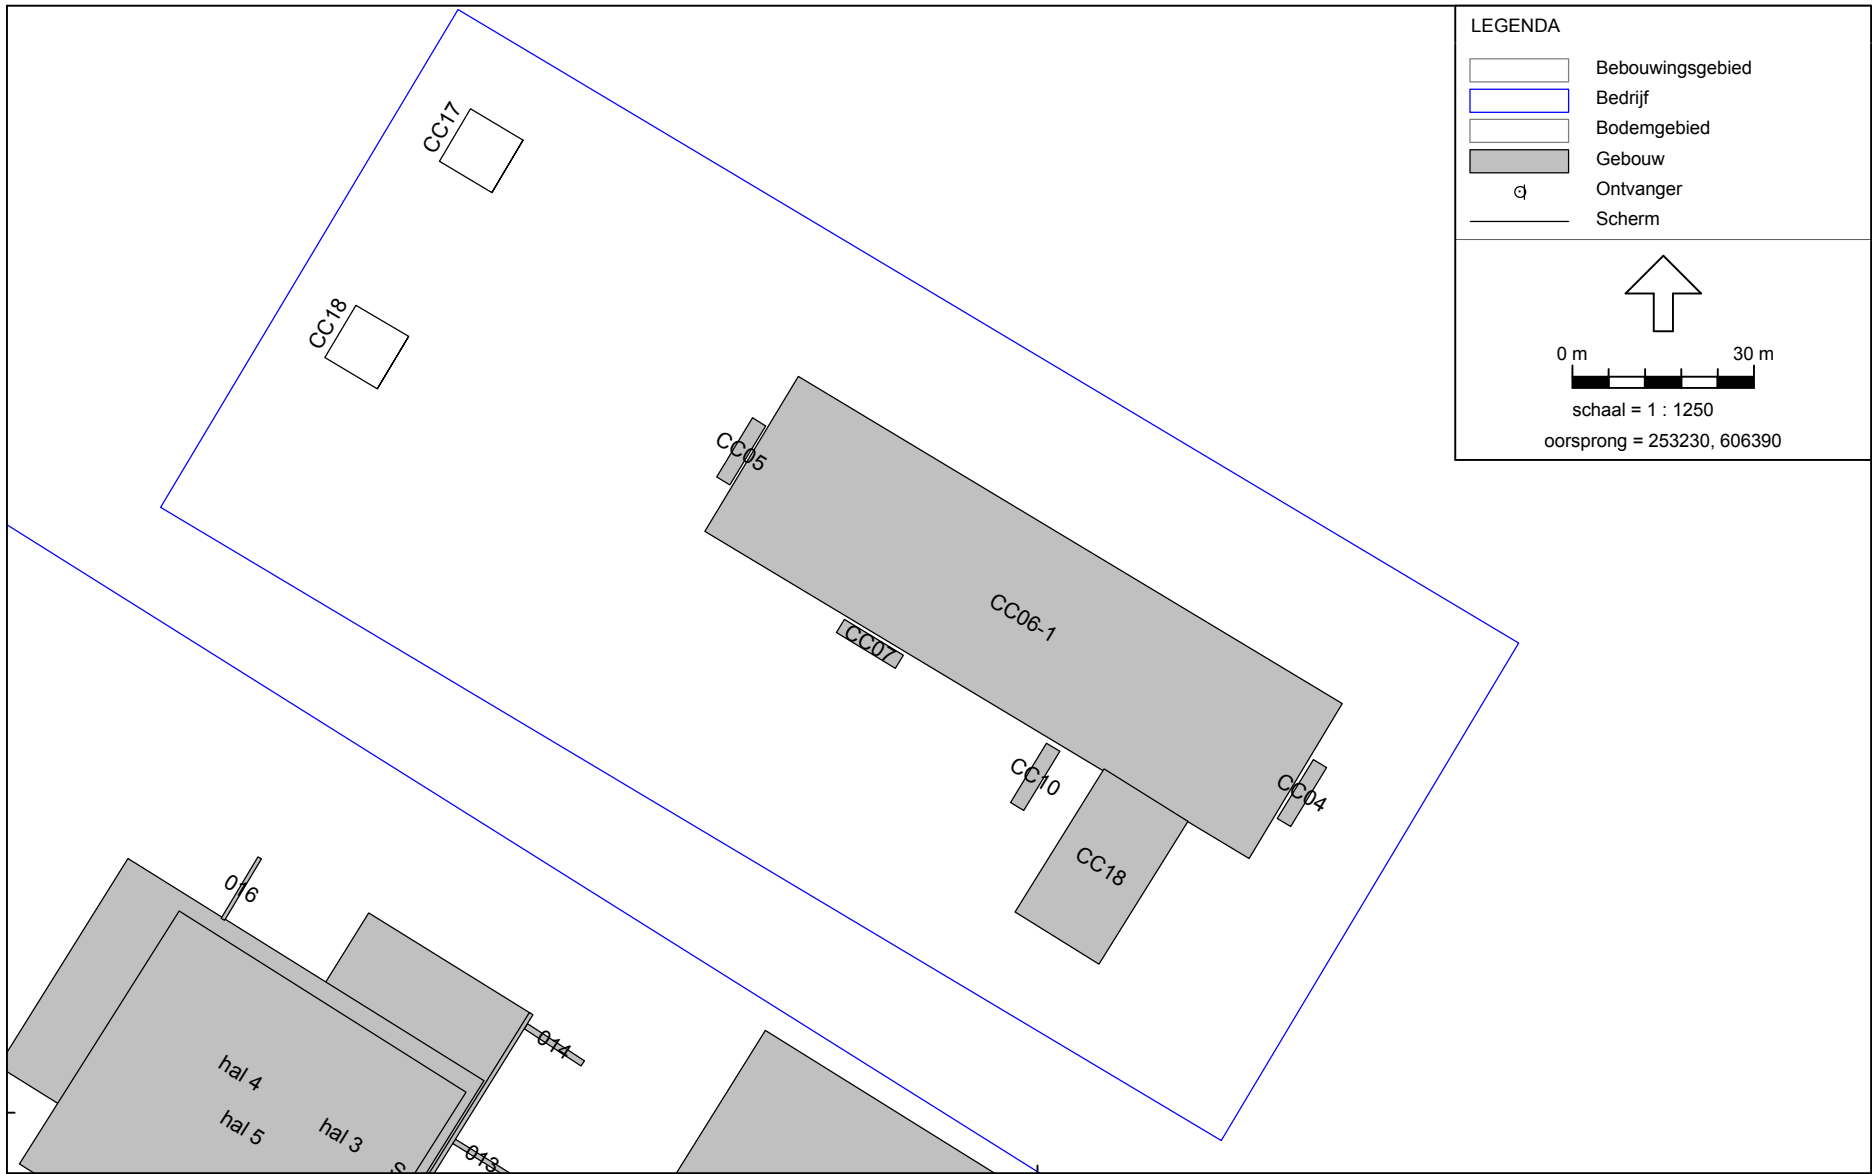 LEGENDA
Bebouwingsgebied
Bedrijf
Bodemgebied
Gebouw
Ontvanger
Scherm
0 m 30 m
schaal = 1 : 1250
oorsprong = 253230, 606390
CC17
CC18
CC05
CC06-1
CC07
CC10
CC04
CC18
016
014
hal 4
hal 5
hal 3
013